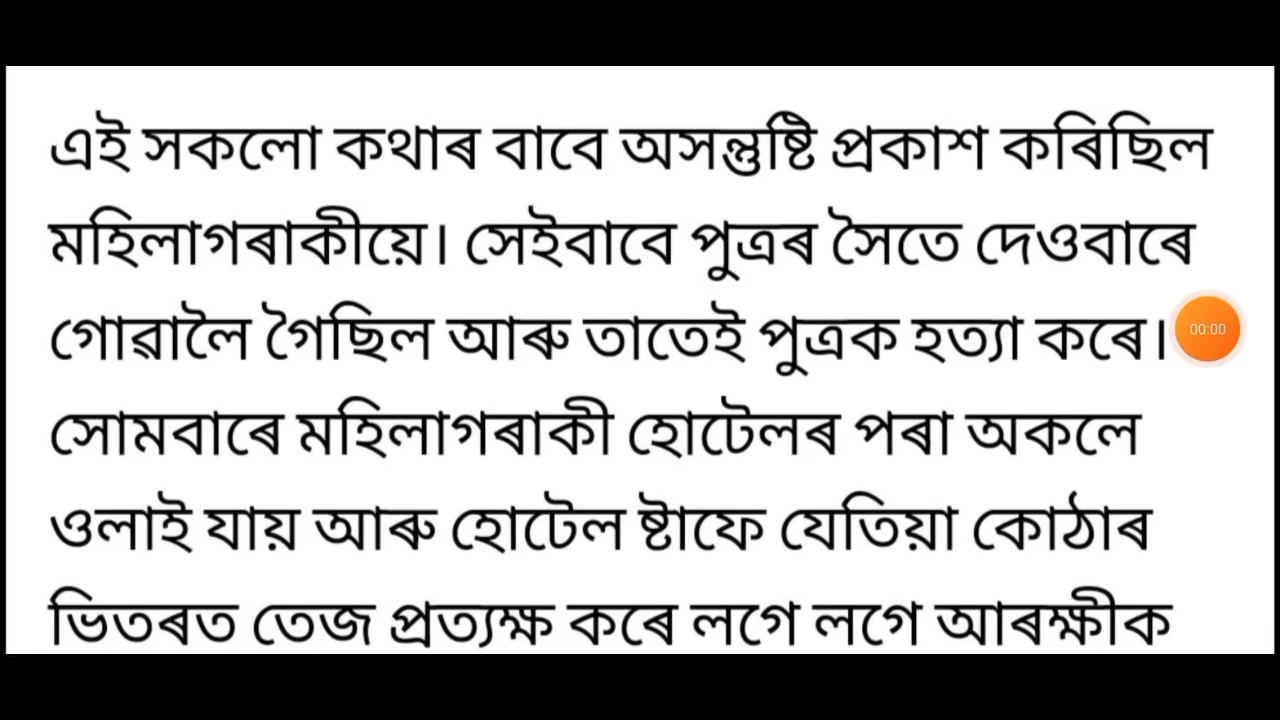 এই সকলো কথাৰ বাবে অসন্তুষ্টি প্ৰকাশ কৰিছিল
মহিলাগৰাকীয়ে। সেইবাবে পুত্ৰৰ সৈতে দেওবাৰে
গোৱালৈ গৈছিল আৰু তাতেই পুত্ৰক হত্যা কৰে।
00:00
সোমবাৰে মহিলাগৰাকী হোটেলৰ পৰা অকলে
ওলাই যায় আৰু হোটেল ষ্টাফে যেতিয়া কোঠাৰ
ভিতৰত তেজ প্ৰত্যক্ষ কৰে লগে লগে আৰক্ষীক